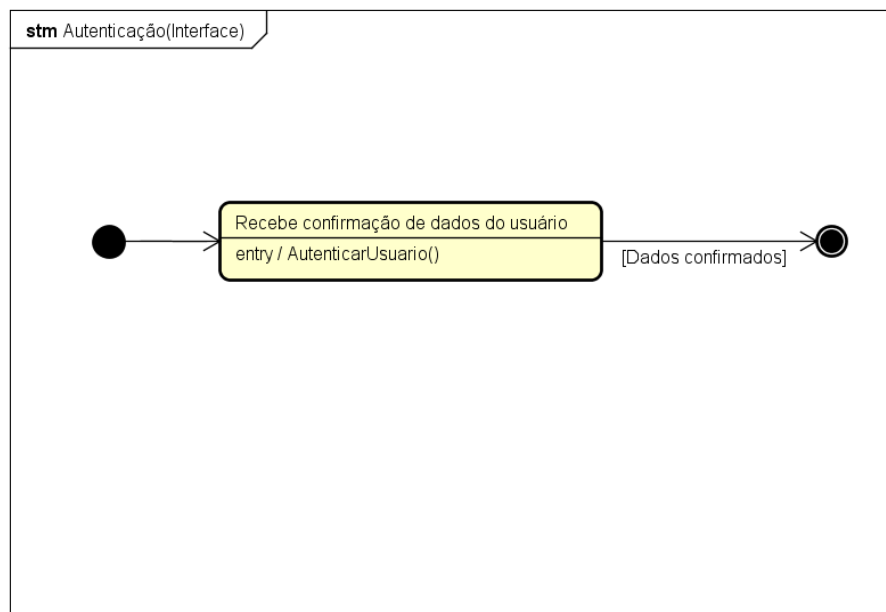 stm Autenticação(Interface)
Recebe confirmação de dados do usuário
entry / AutenticarUsuario()
[Dados confirmados]